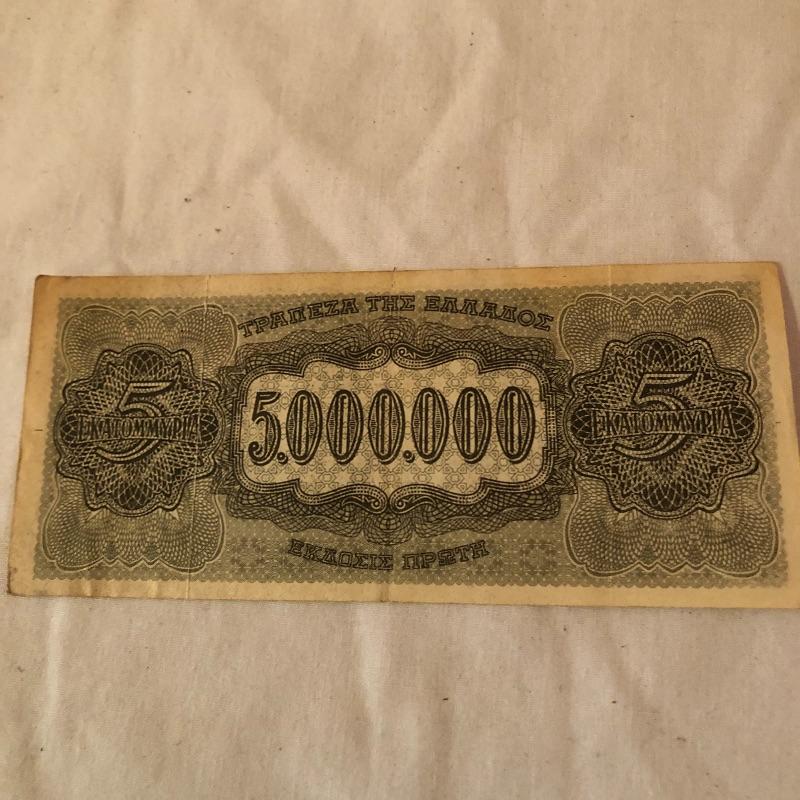 ΤΡΑΠΕΖΑ ΤΗΣ ΕΛΛΑΔΟΣ
5
ΕΚΑΤΟΜΜΥΡΙΑ
5.000.000
5
ΕΚΑΤΟΜΜΥΡΙΑ
ΕΚΔΟΣΙΣ ΠΡΩΤΗ